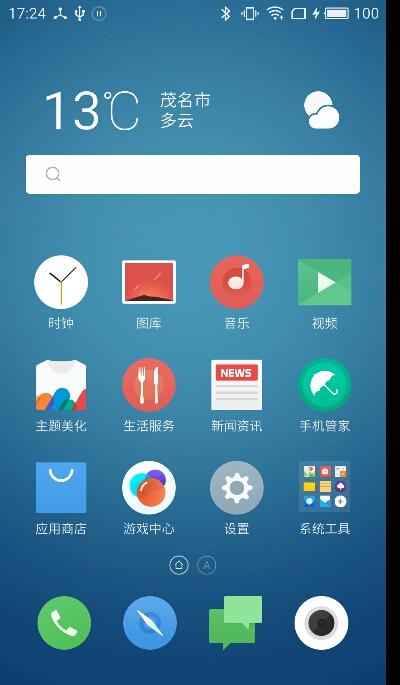 17:24 100
13℃
茂名市
多云
时钟 图库 音乐 视频
NEWS
主题美化 生活服务 新闻资讯 手机管家
应用商店 游戏中心 设置 系统工具
A